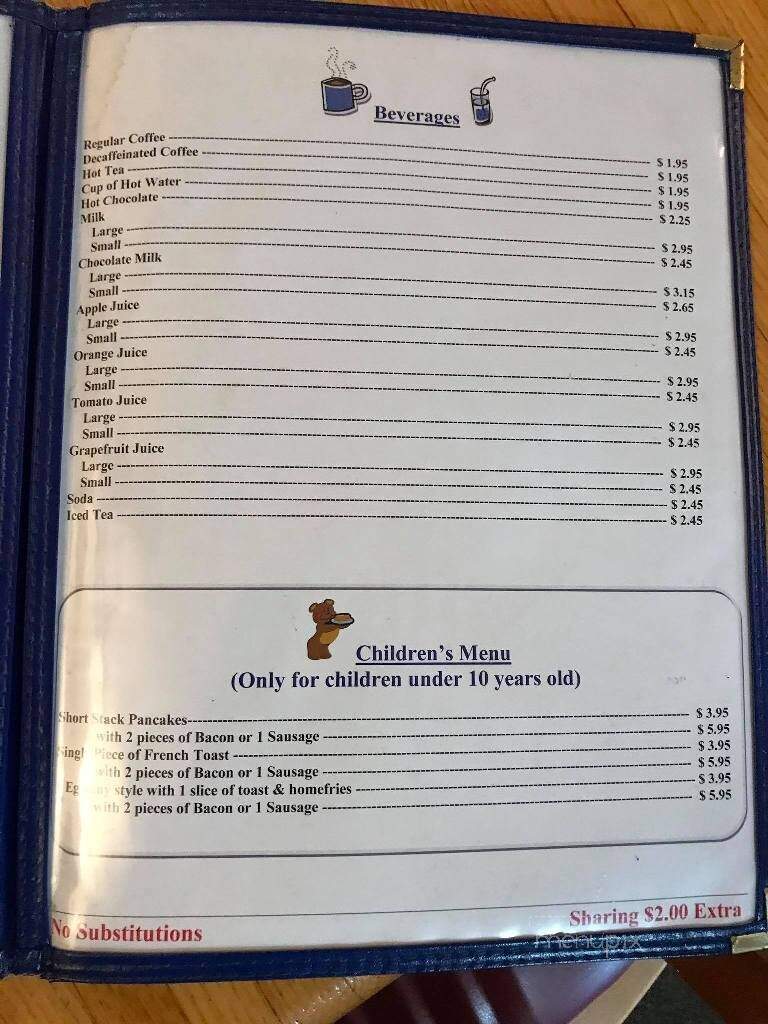 Beverages
Regular Coffee $ 1.95
Decaffeinated Coffee $ 1.95
Hot Tea $ 1.95
Cup of Hot Water $ 1.95
Hot Chocolate $ 2.25
Milk
Large $ 2.95
Small $ 2.45
Chocolate Milk
Large $ 3.15
Small $ 2.65
Apple Juice
Large $ 2.95
Small $ 2.45
Orange Juice
Large $ 2.95
Small $ 2.45
Tomato Juice
Large $ 2.95
Small $ 2.45
Grapefruit Juice
Large $ 2.95
Small $ 2.45
Soda $ 2.45
Iced Tea $ 2.45
Children's Menu
(Only for children under 10 years old)
Short Stack Pancakes $ 3.95
with 2 pieces of Bacon or 1 Sausage $ 5.95
Piece of French Toast $ 3.95
with 2 pieces of Bacon or 1 Sausage $ 5.95
style with 1 slice of toast & homefries $ 3.95
with 2 pieces of Bacon or 1 Sausage $ 5.95
No Substitutions
Sharing $2.00 Extra
menupix